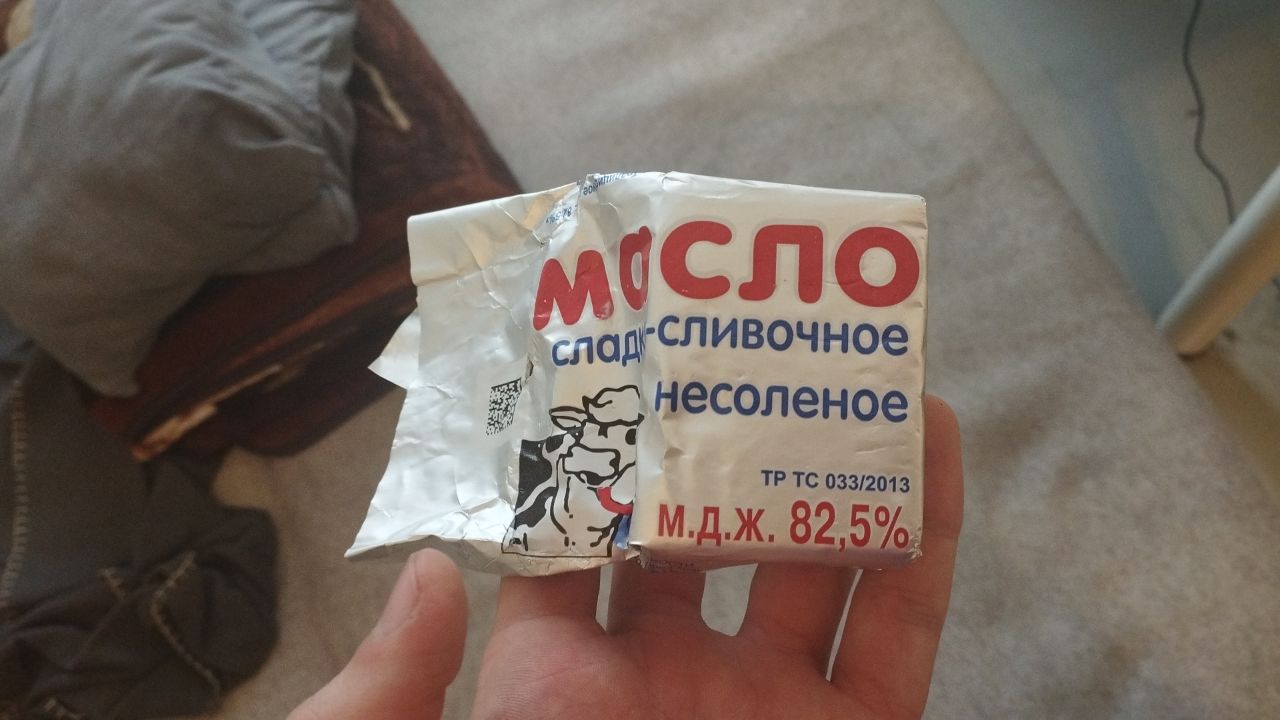 масло
сладко-сливочное
несоленое
ТР ТС 033/2013
М.Д.Ж. 82,5%